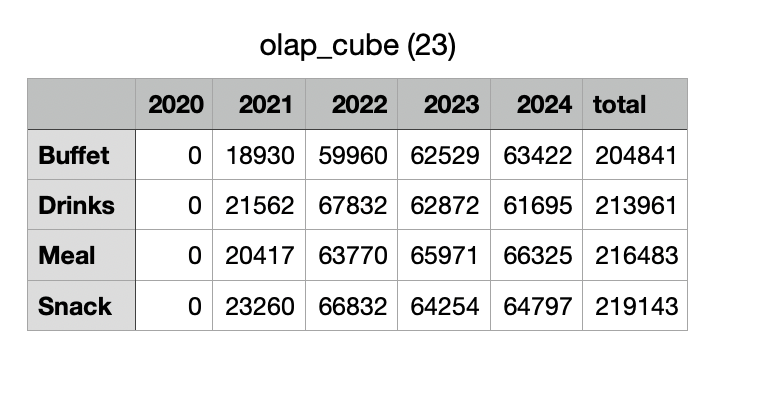 olap_cube (23)
2020 2021 2022 2023 2024 total
Buffet 0 18930 59960 62529 63422 204841
Drinks 0 21562 67832 62872 61695 213961
Meal 0 20417 63770 65971 66325 216483
Snack 0 23260 66832 64254 64797 219143